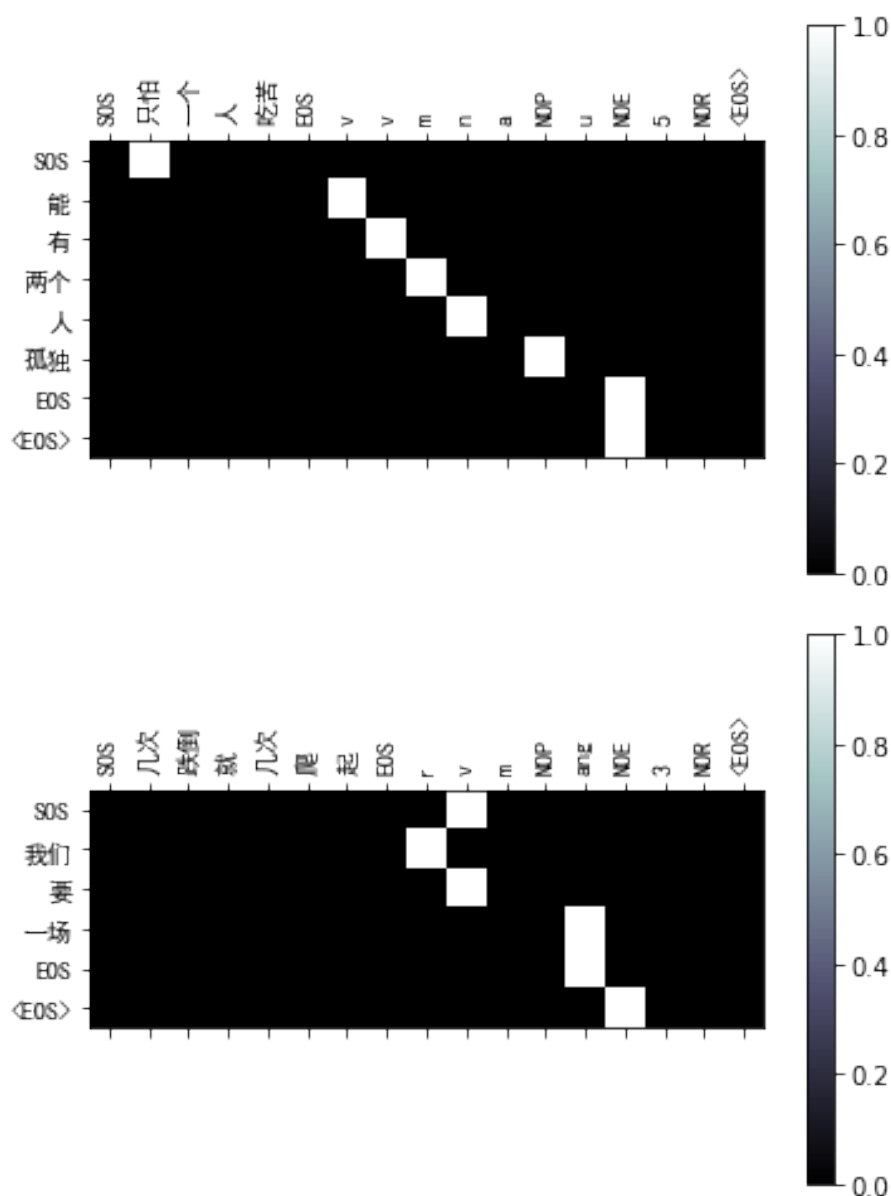 SOS 只怕 一个 人 吃苦 EOS v v m n a NOP u NOE 5 NOR <EOS>
SOS
能
有
两个
人
孤独
EOS
<EOS>
1.0
0.8
0.6
0.4
0.2
0.0
SOS 几次 跌倒 就 几次 爬 起 EOS r v m NOP ang NOE 3 NOR <EOS>
SOS
我们
要
一场
EOS
<EOS>
1.0
0.8
0.6
0.4
0.2
0.0